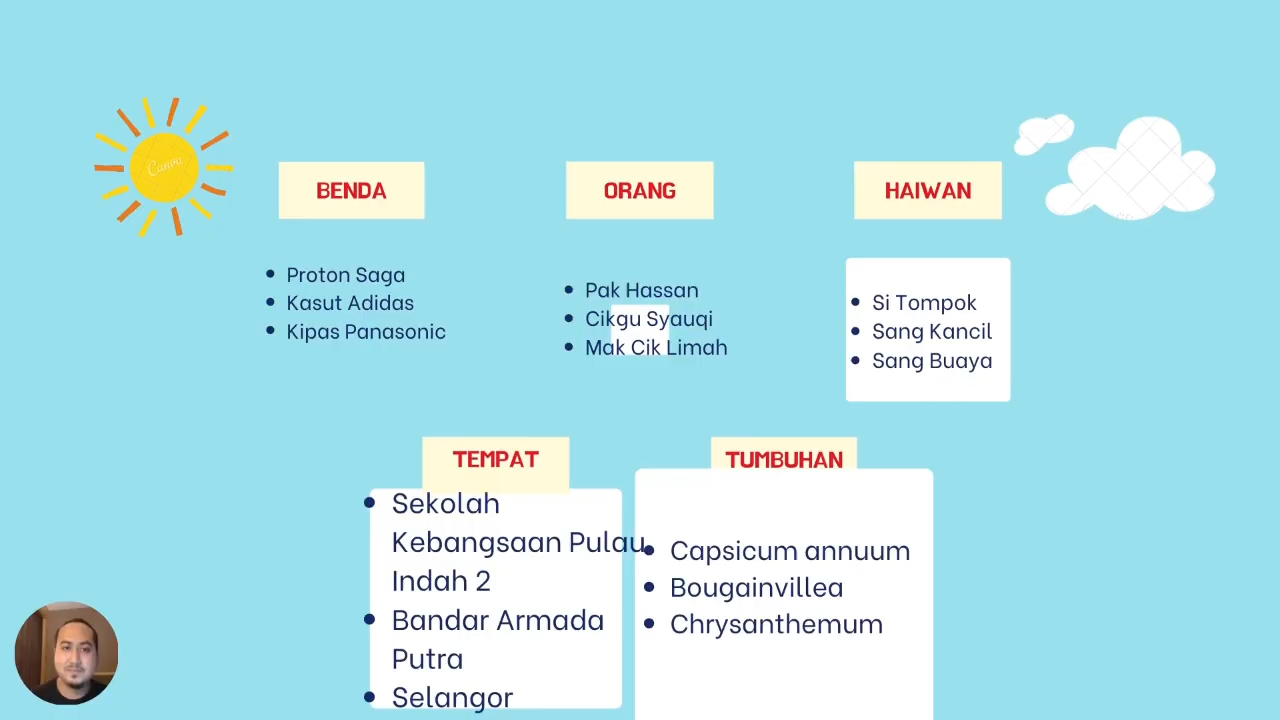 Canva
BENDA
Proton Saga
Kasut Adidas
Kipas Panasonic
ORANG
Pak Hassan
Cikgu Syauqi
Mak Cik Limah
HAIWAN
Si Tompok
Sang Kancil
Sang Buaya
TEMPAT
Sekolah
Kebangsaan Pulau
Indah 2
Bandar Armada
Putra
Selangor
TUMBUHAN
Capsicum annuum
Bougainvillea
Chrysanthemum